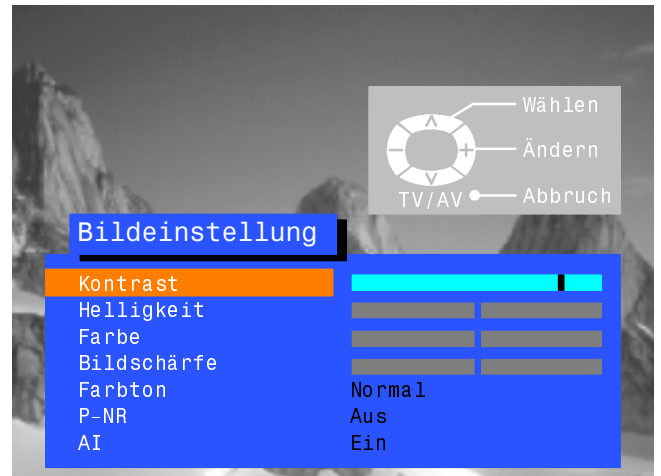 Wählen
Ändern
TV/AV Abbruch
Bildeinstellung
Kontrast
Helligkeit
Farbe
Bildschärfe
Farbton Normal
P-NR Aus
AI Ein